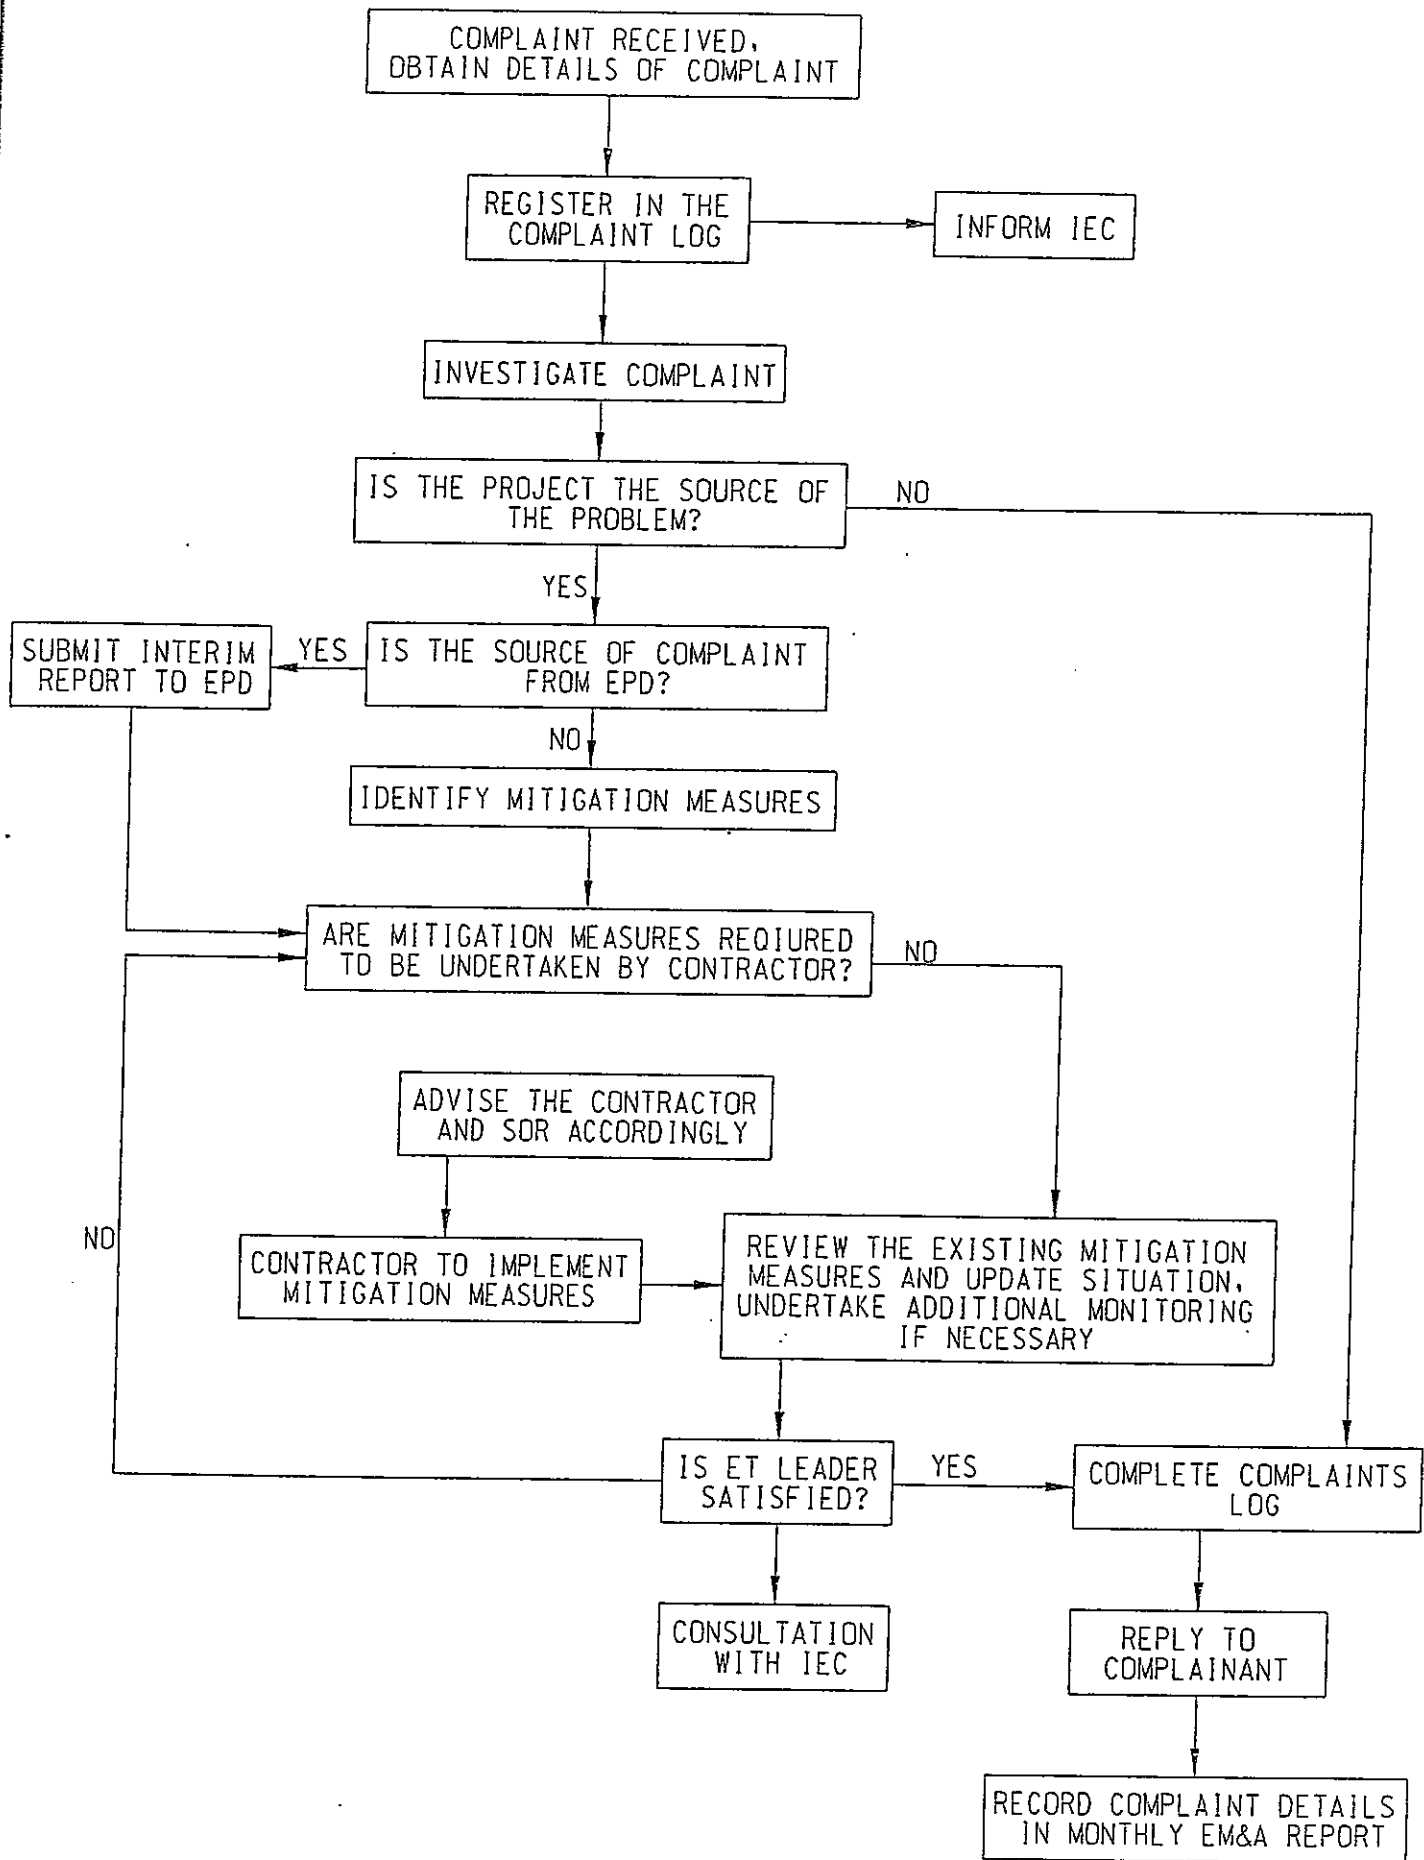 COMPLAINT RECEIVED,
OBTAIN DETAILS OF COMPLAINT
REGISTER IN THE
COMPLAINT LOG
INFORM IEC
INVESTIGATE COMPLAINT
IS THE PROJECT THE SOURCE OF
THE PROBLEM?
NO
YES
SUBMIT INTERIM
REPORT TO EPD
YES
IS THE SOURCE OF COMPLAINT
FROM EPD?
NO
IDENTIFY MITIGATION MEASURES
ARE MITIGATION MEASURES REQIURED
TO BE UNDERTAKEN BY CONTRACTOR?
NO
ADVISE THE CONTRACTOR
AND SOR ACCORDINGLY
NO
CONTRACTOR TO IMPLEMENT
MITIGATION MEASURES
REVIEW THE EXISTING MITIGATION
MEASURES AND UPDATE SITUATION,
UNDERTAKE ADDITIONAL MONITORING
IF NECESSARY
IS ET LEADER
SATISFIED?
YES
COMPLETE COMPLAINTS
LOG
CONSULTATION
WITH IEC
REPLY TO
COMPLAINANT
RECORD COMPLAINT DETAILS
IN MONTHLY EM&A REPORT